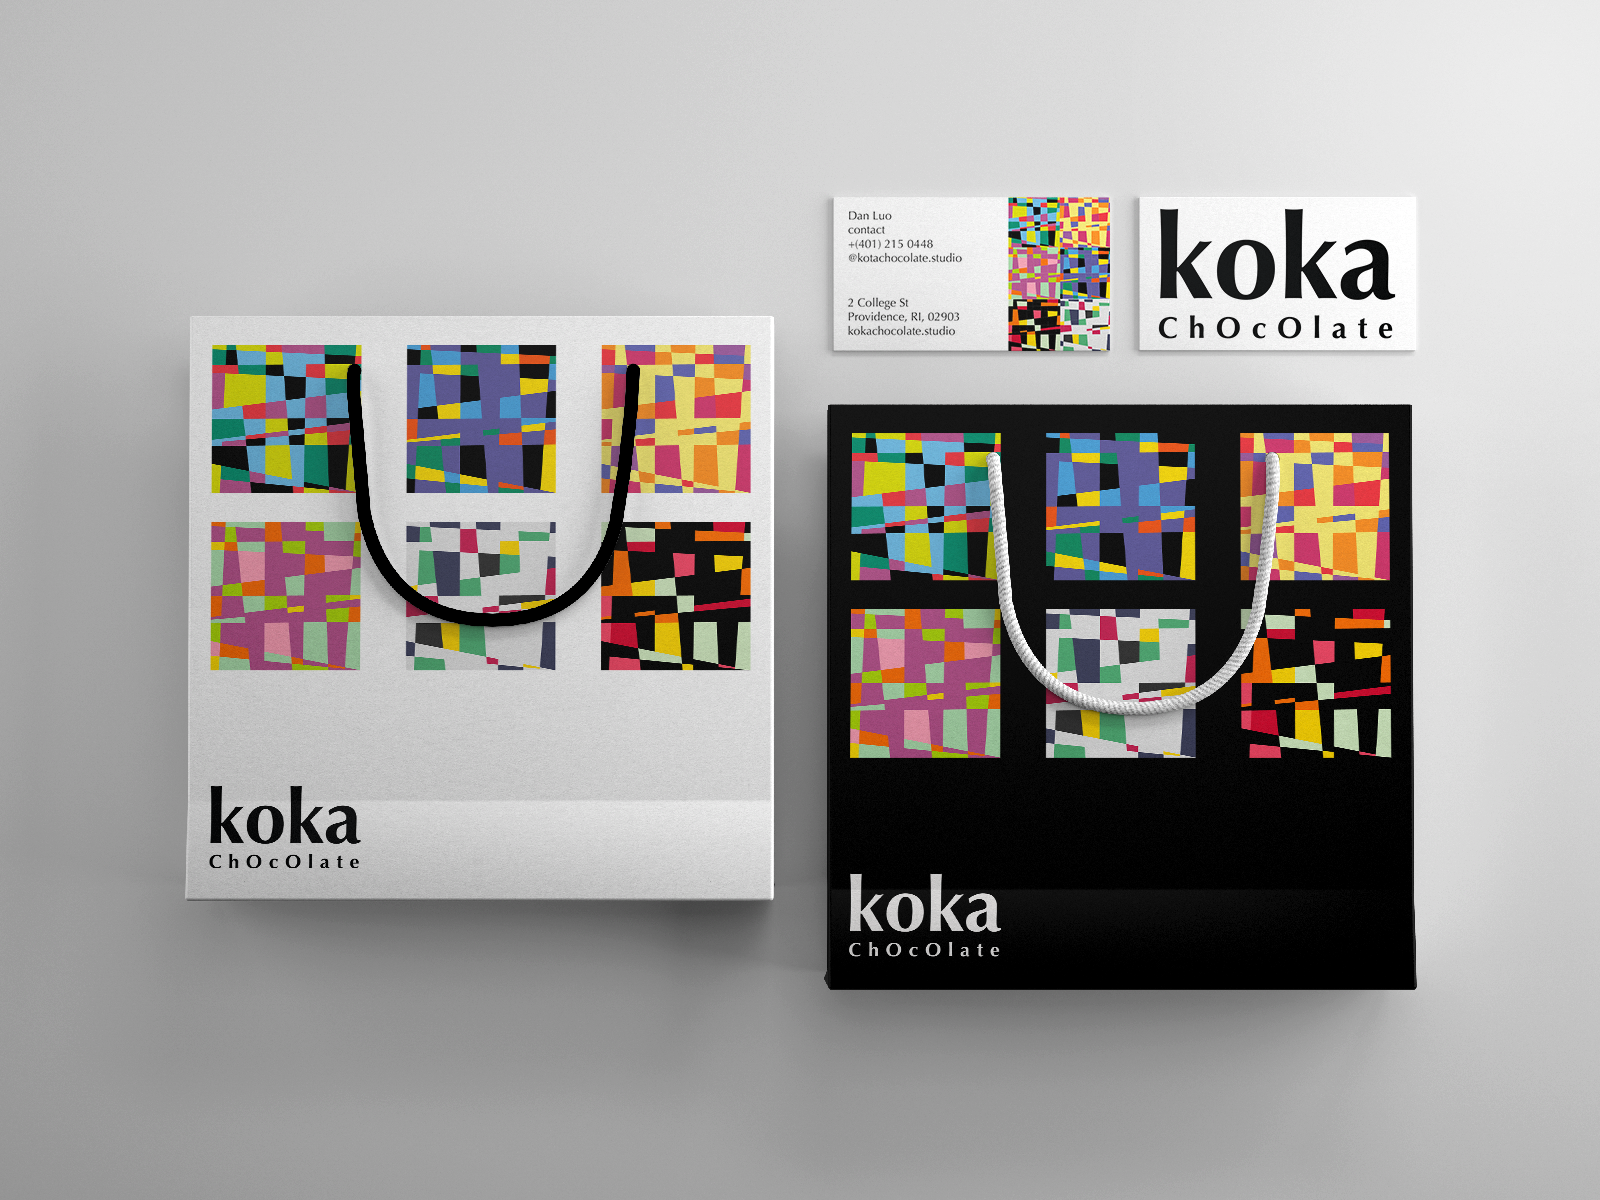 Dan Luo
contact
+(401) 215 0448
@kotachocolate.studio
2 College St
Providence, RI, 02903
kokachocolate.studio
koka
ChOcOlate
koka
ChOcOlate
koka
ChOcOlate